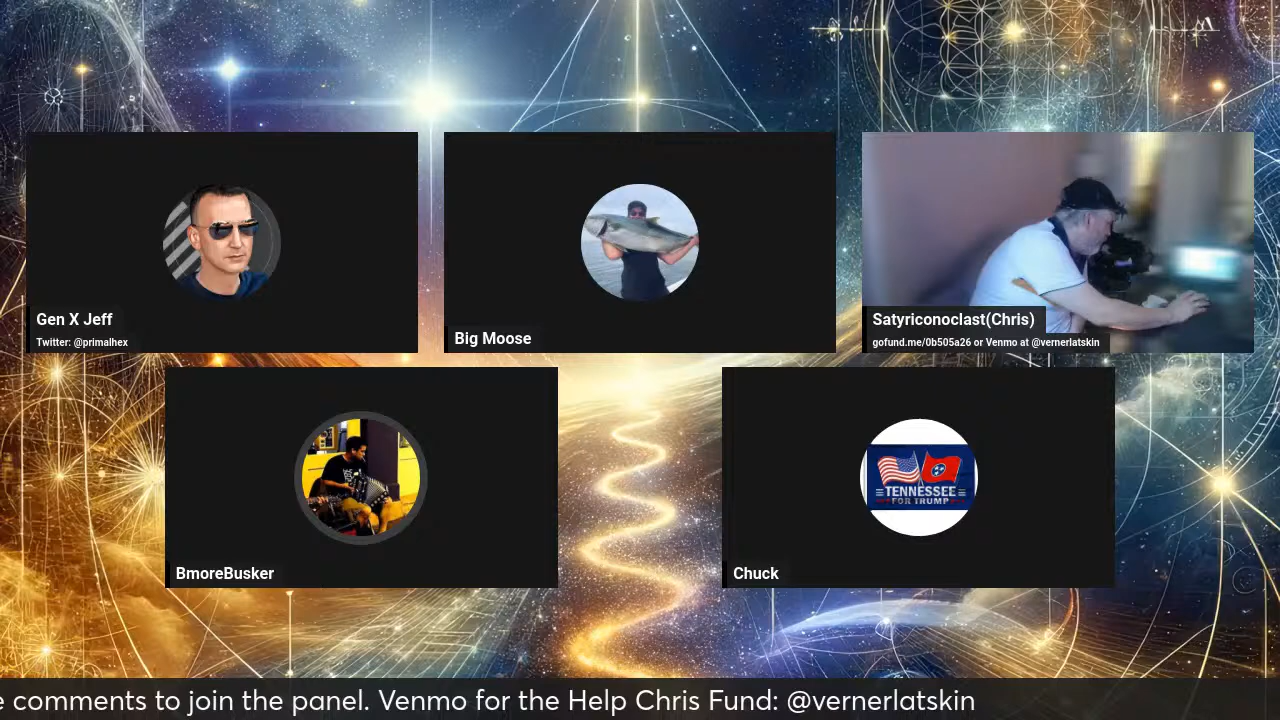 Gen X Jeff
Twitter: @primalhex
Big Moose
Satyriconoclast(Chris)
gofund.me/0b505a26 or Venmo at @vernerlatskin
BmoreBusker
TENNESSEE
FOR TRUMP
Chuck
e comments to join the panel. Venmo for the Help Chris Fund: @vernerlatskin